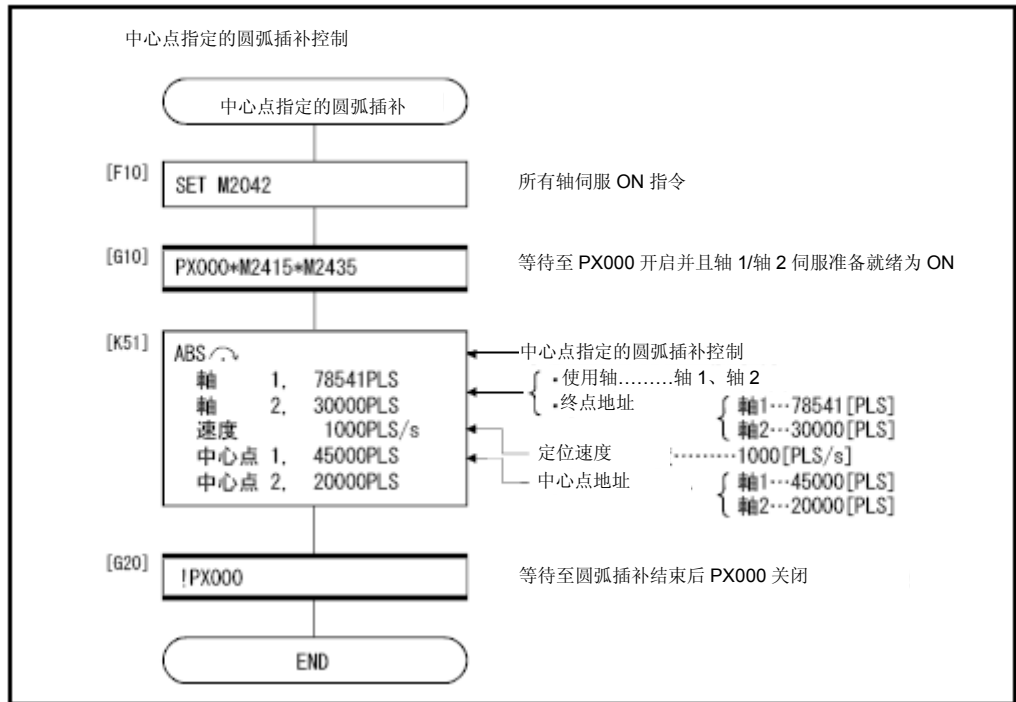 中心点指定的圆弧插补控制
中心点指定的圆弧插补
[F10]
SET M2042
所有轴伺服 ON 指令
[G10]
PX000*M2415*M2435
等待至 PX000 开启并且轴 1/轴 2 伺服准备就绪为 ON
[K51]
ABS
軸 1, 78541PLS
軸 2, 30000PLS
速度 1000PLS/s
中心点 1, 45000PLS
中心点 2, 20000PLS
中心点指定的圆弧插补控制
・使用轴………轴 1、轴 2
・终点地址
軸1…78541[PLS]
軸2…30000[PLS]
定位速度 ………1000[PLS/s]
中心点地址
軸1…45000[PLS]
軸2…20000[PLS]
[G20]
!PX000
等待至圆弧插补结束后 PX000 关闭
END